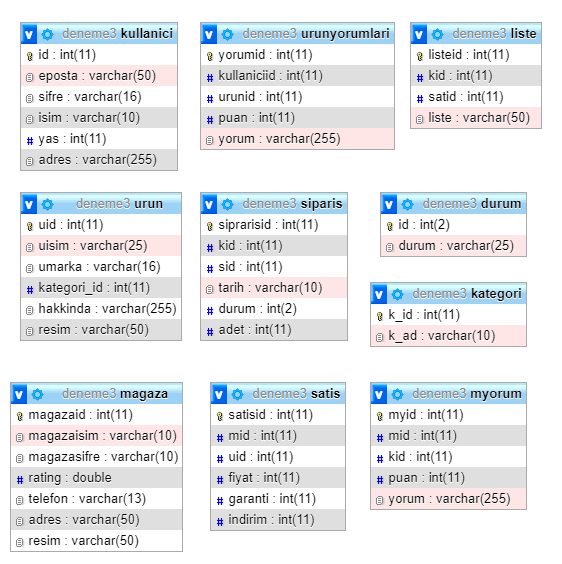 v deneme3 kullanici
id : int(11)
eposta : varchar(50)
sifre : varchar(16)
isim : varchar(10)
# yas : int(11)
adres : varchar(255)
v deneme3 urunyorumlari
yorumid : int(11)
# kullaniciid : int(11)
# urunid : int(11)
# puan : int(11)
yorum : varchar(255)
v deneme3 liste
listeid : int(11)
# kid : int(11)
# satid : int(11)
liste : varchar(50)
v deneme3 urun
uid : int(11)
uisim : varchar(25)
umarka : varchar(16)
# kategori_id : int(11)
hakkinda : varchar(255)
resim : varchar(50)
v deneme3 siparis
siprarisid : int(11)
# kid : int(11)
# sid : int(11)
tarih : varchar(10)
# durum : int(2)
# adet : int(11)
v deneme3 durum
id : int(2)
durum : varchar(25)
v deneme3 kategori
k_id : int(11)
k_ad : varchar(10)
v deneme3 magaza
magazaid : int(11)
magazaisim : varchar(10)
magazasifre : varchar(10)
# rating : double
telefon : varchar(13)
adres : varchar(50)
resim : varchar(50)
v deneme3 satis
satisid : int(11)
# mid : int(11)
# uid : int(11)
# fiyat : int(11)
# garanti : int(11)
# indirim : int(11)
v deneme3 myorum
myid : int(11)
# mid : int(11)
# kid : int(11)
# puan : int(11)
yorum : varchar(255)